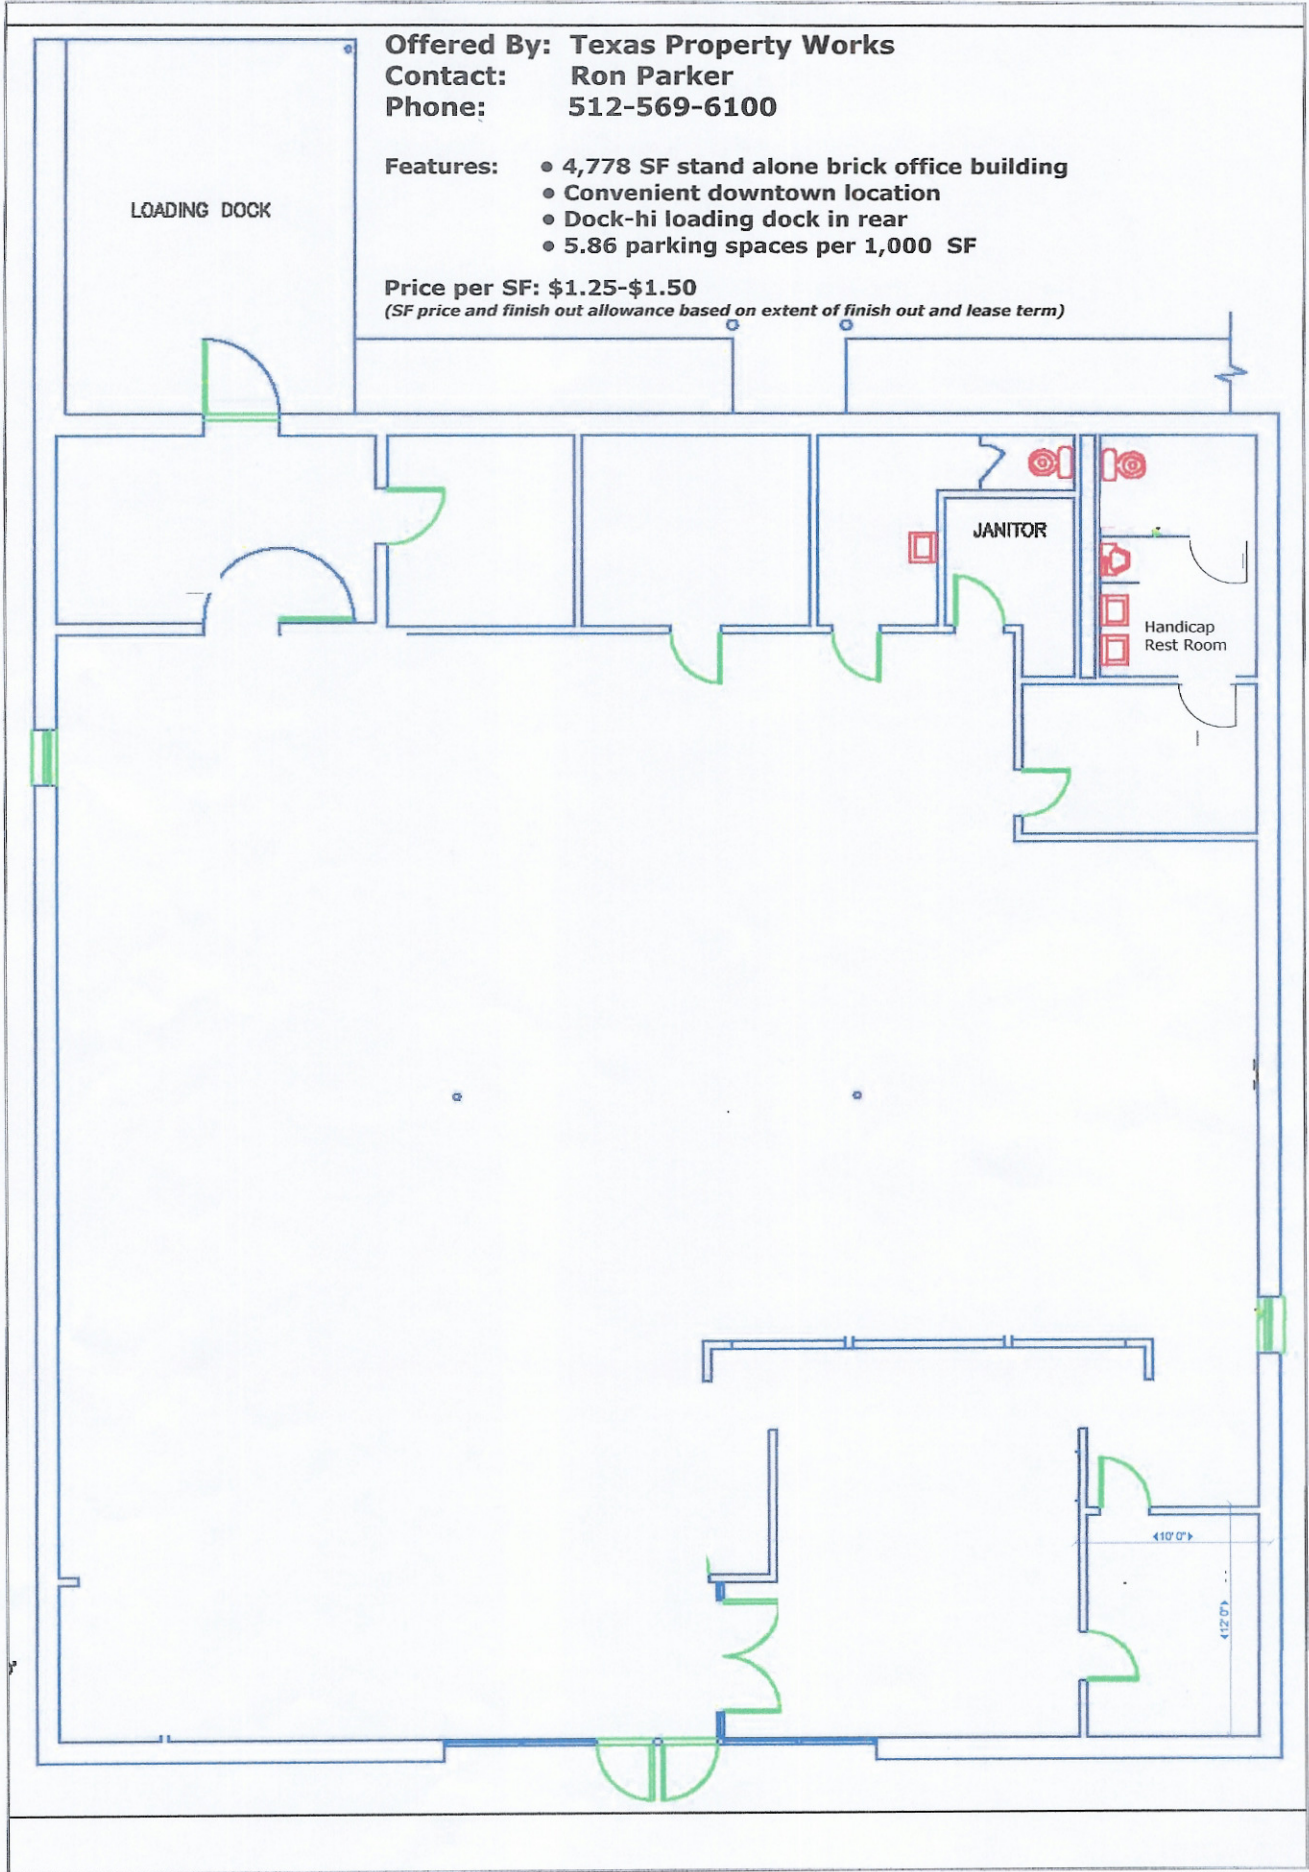 Offered By: Texas Property Works
Contact: Ron Parker
Phone: 512-569-6100
Features: • 4,778 SF stand alone brick office building
• Convenient downtown location
• Dock-hi loading dock in rear
• 5.86 parking spaces per 1,000 SF
Price per SF: $1.25-$1.50
(SF price and finish out allowance based on extent of finish out and lease term)
LOADING DOCK
JANITOR
Handicap
Rest Room
10' 0"
12' 0"